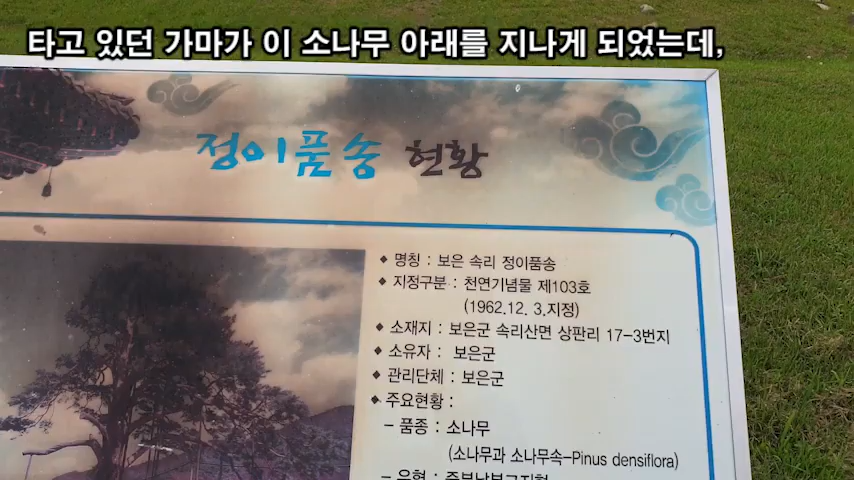 타고 있던 가마가 이 소나무 아래를 지나게 되었는데,
정이품송 현황
◆ 명칭 : 보은 속리 정이품송
◆ 지정구분 : 천연기념물 제103호
(1962.12. 3.지정)
◆ 소재지 : 보은군 속리산면 상판리 17-3번지
◆ 소유자 : 보은군
◆ 관리단체 : 보은군
◆ 주요현황 :
- 품종 : 소나무
(소나무과 소나무속-Pinus densiflora)